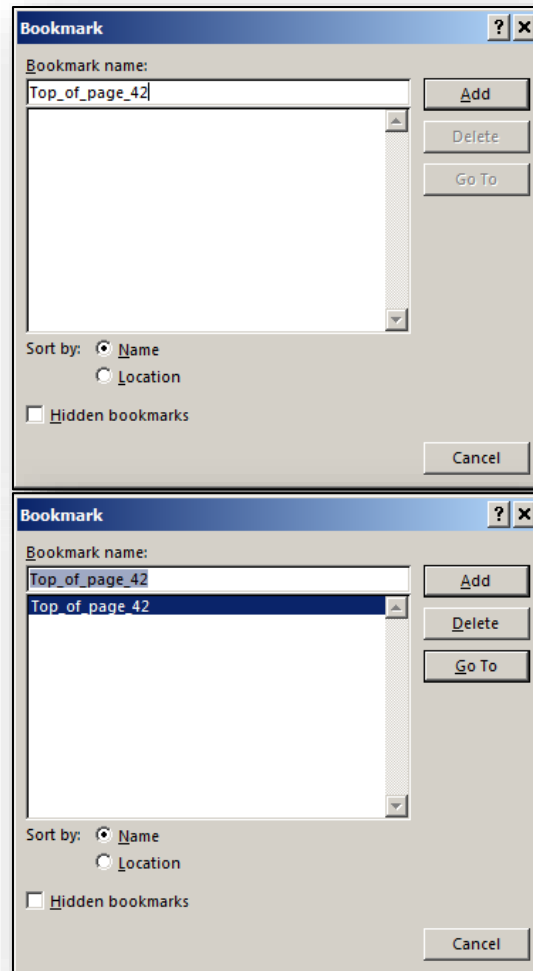 Bookmark
Bookmark name:
Top_of_page_42
Add
Delete
Go To
Sort by: Name
Location
Hidden bookmarks
Cancel
Bookmark
Bookmark name:
Top_of_page_42
Top_of_page_42
Add
Delete
Go To
Sort by: Name
Location
Hidden bookmarks
Cancel